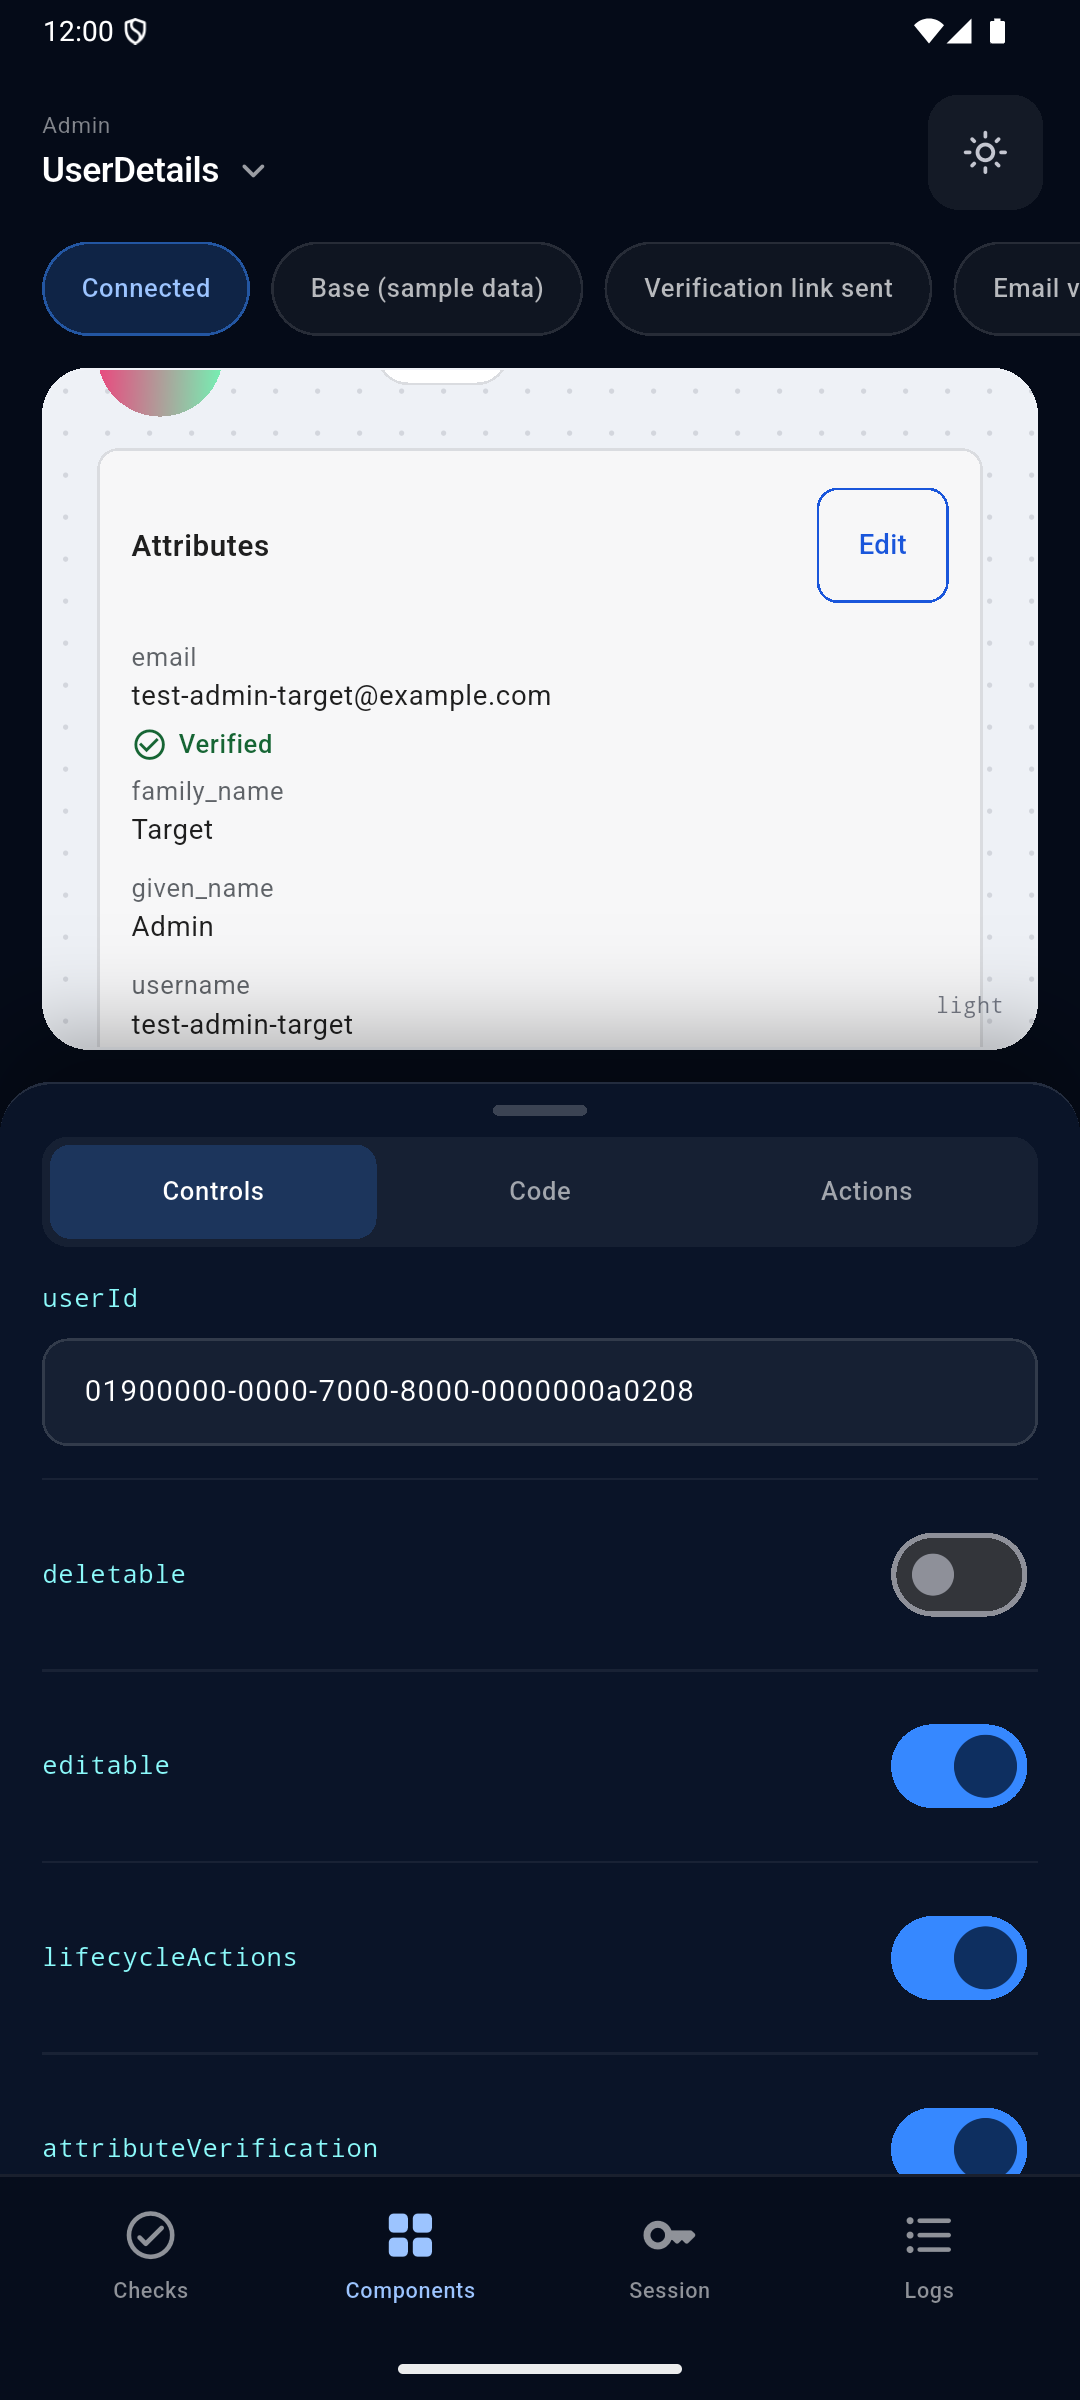 12:00
Admin
UserDetails
Connected
Base (sample data)
Verification link sent
Email v
Attributes
Edit
email
test-admin-target@example.com
Verified
family_name
Target
given_name
Admin
username
test-admin-target
light
Controls
Code
Actions
userId
01900000-0000-7000-8000-0000000a0208
deletable
editable
lifecycleActions
attributeVerification
Checks
Components
Session
Logs